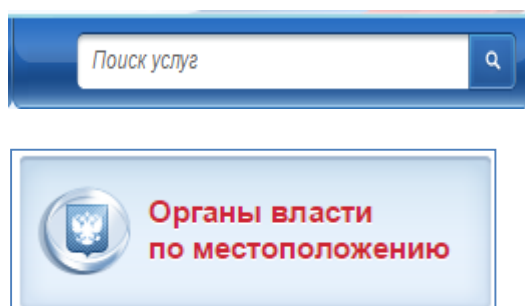 Поиск услуг
Органы власти
по местоположению